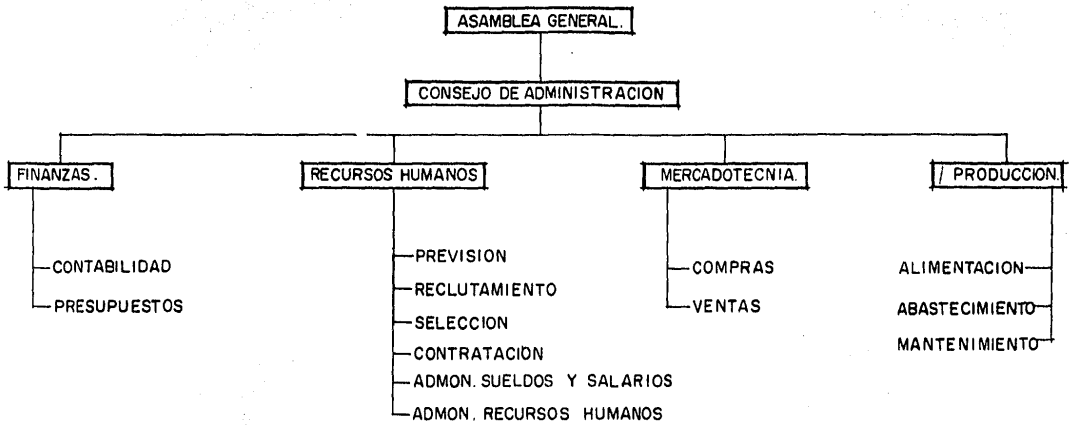 ASAMBLEA GENERAL.
CONSEJO DE ADMINISTRACION
FINANZAS.
RECURSOS HUMANOS
MERCADOTECNIA.
/ PRODUCCION.
CONTABILIDAD
PRESUPUESTOS
PREVISION
RECLUTAMIENTO
SELECCION
CONTRATACIÓN
ADMON. SUELDOS Y SALARIOS
ADMON. RECURSOS HUMANOS
COMPRAS
VENTAS
ALIMENTACION
ABASTECIMIENTO
MANTENIMIENTO